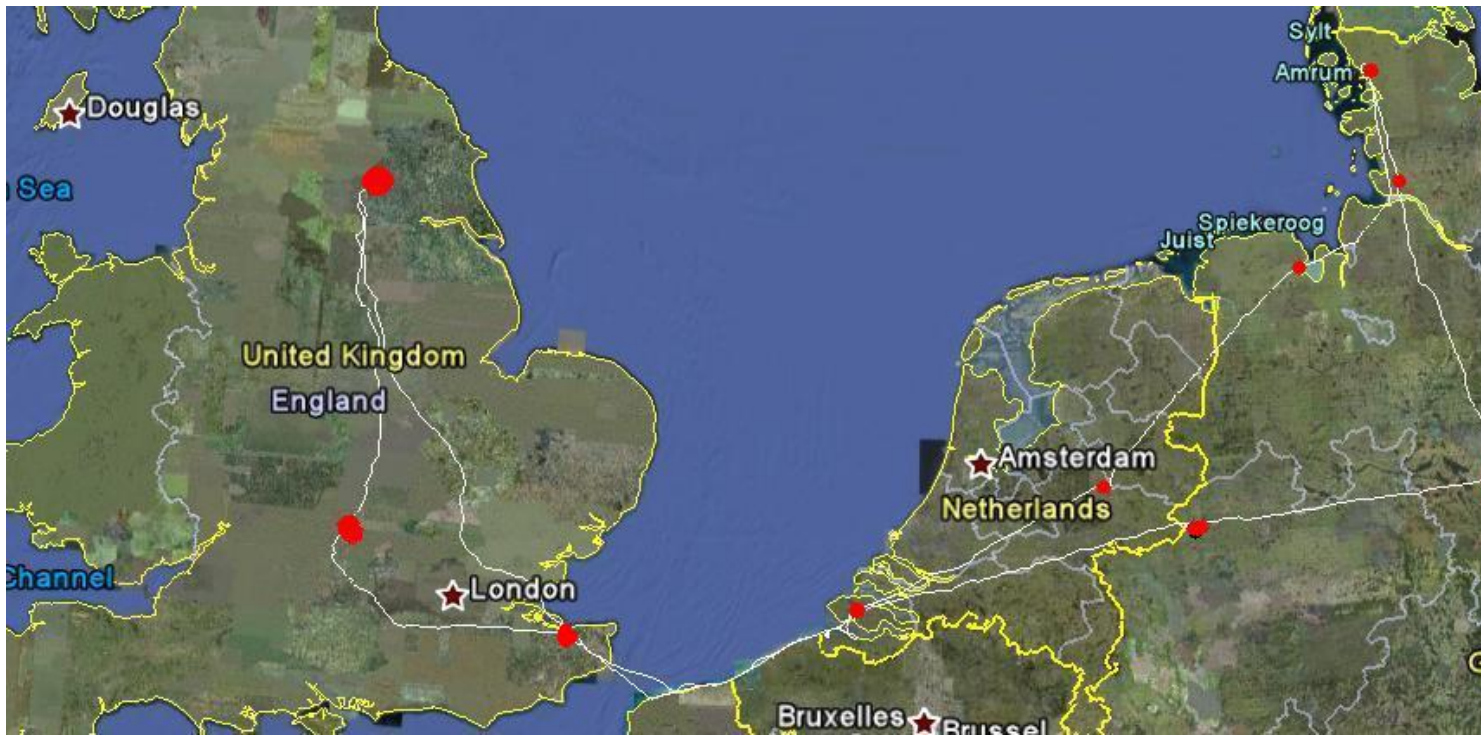 Sylt
Amrum
Douglas
n Sea
Spiekeroog
Juist
United Kingdom
England
Amsterdam
Netherlands
Channel
London
Bruxelles
Brussel